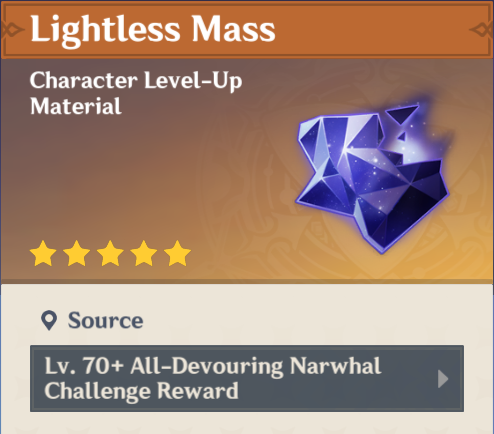 Lightless Mass
Character Level-Up
Material
Source
Lv. 70+ All-Devouring Narwhal
Challenge Reward